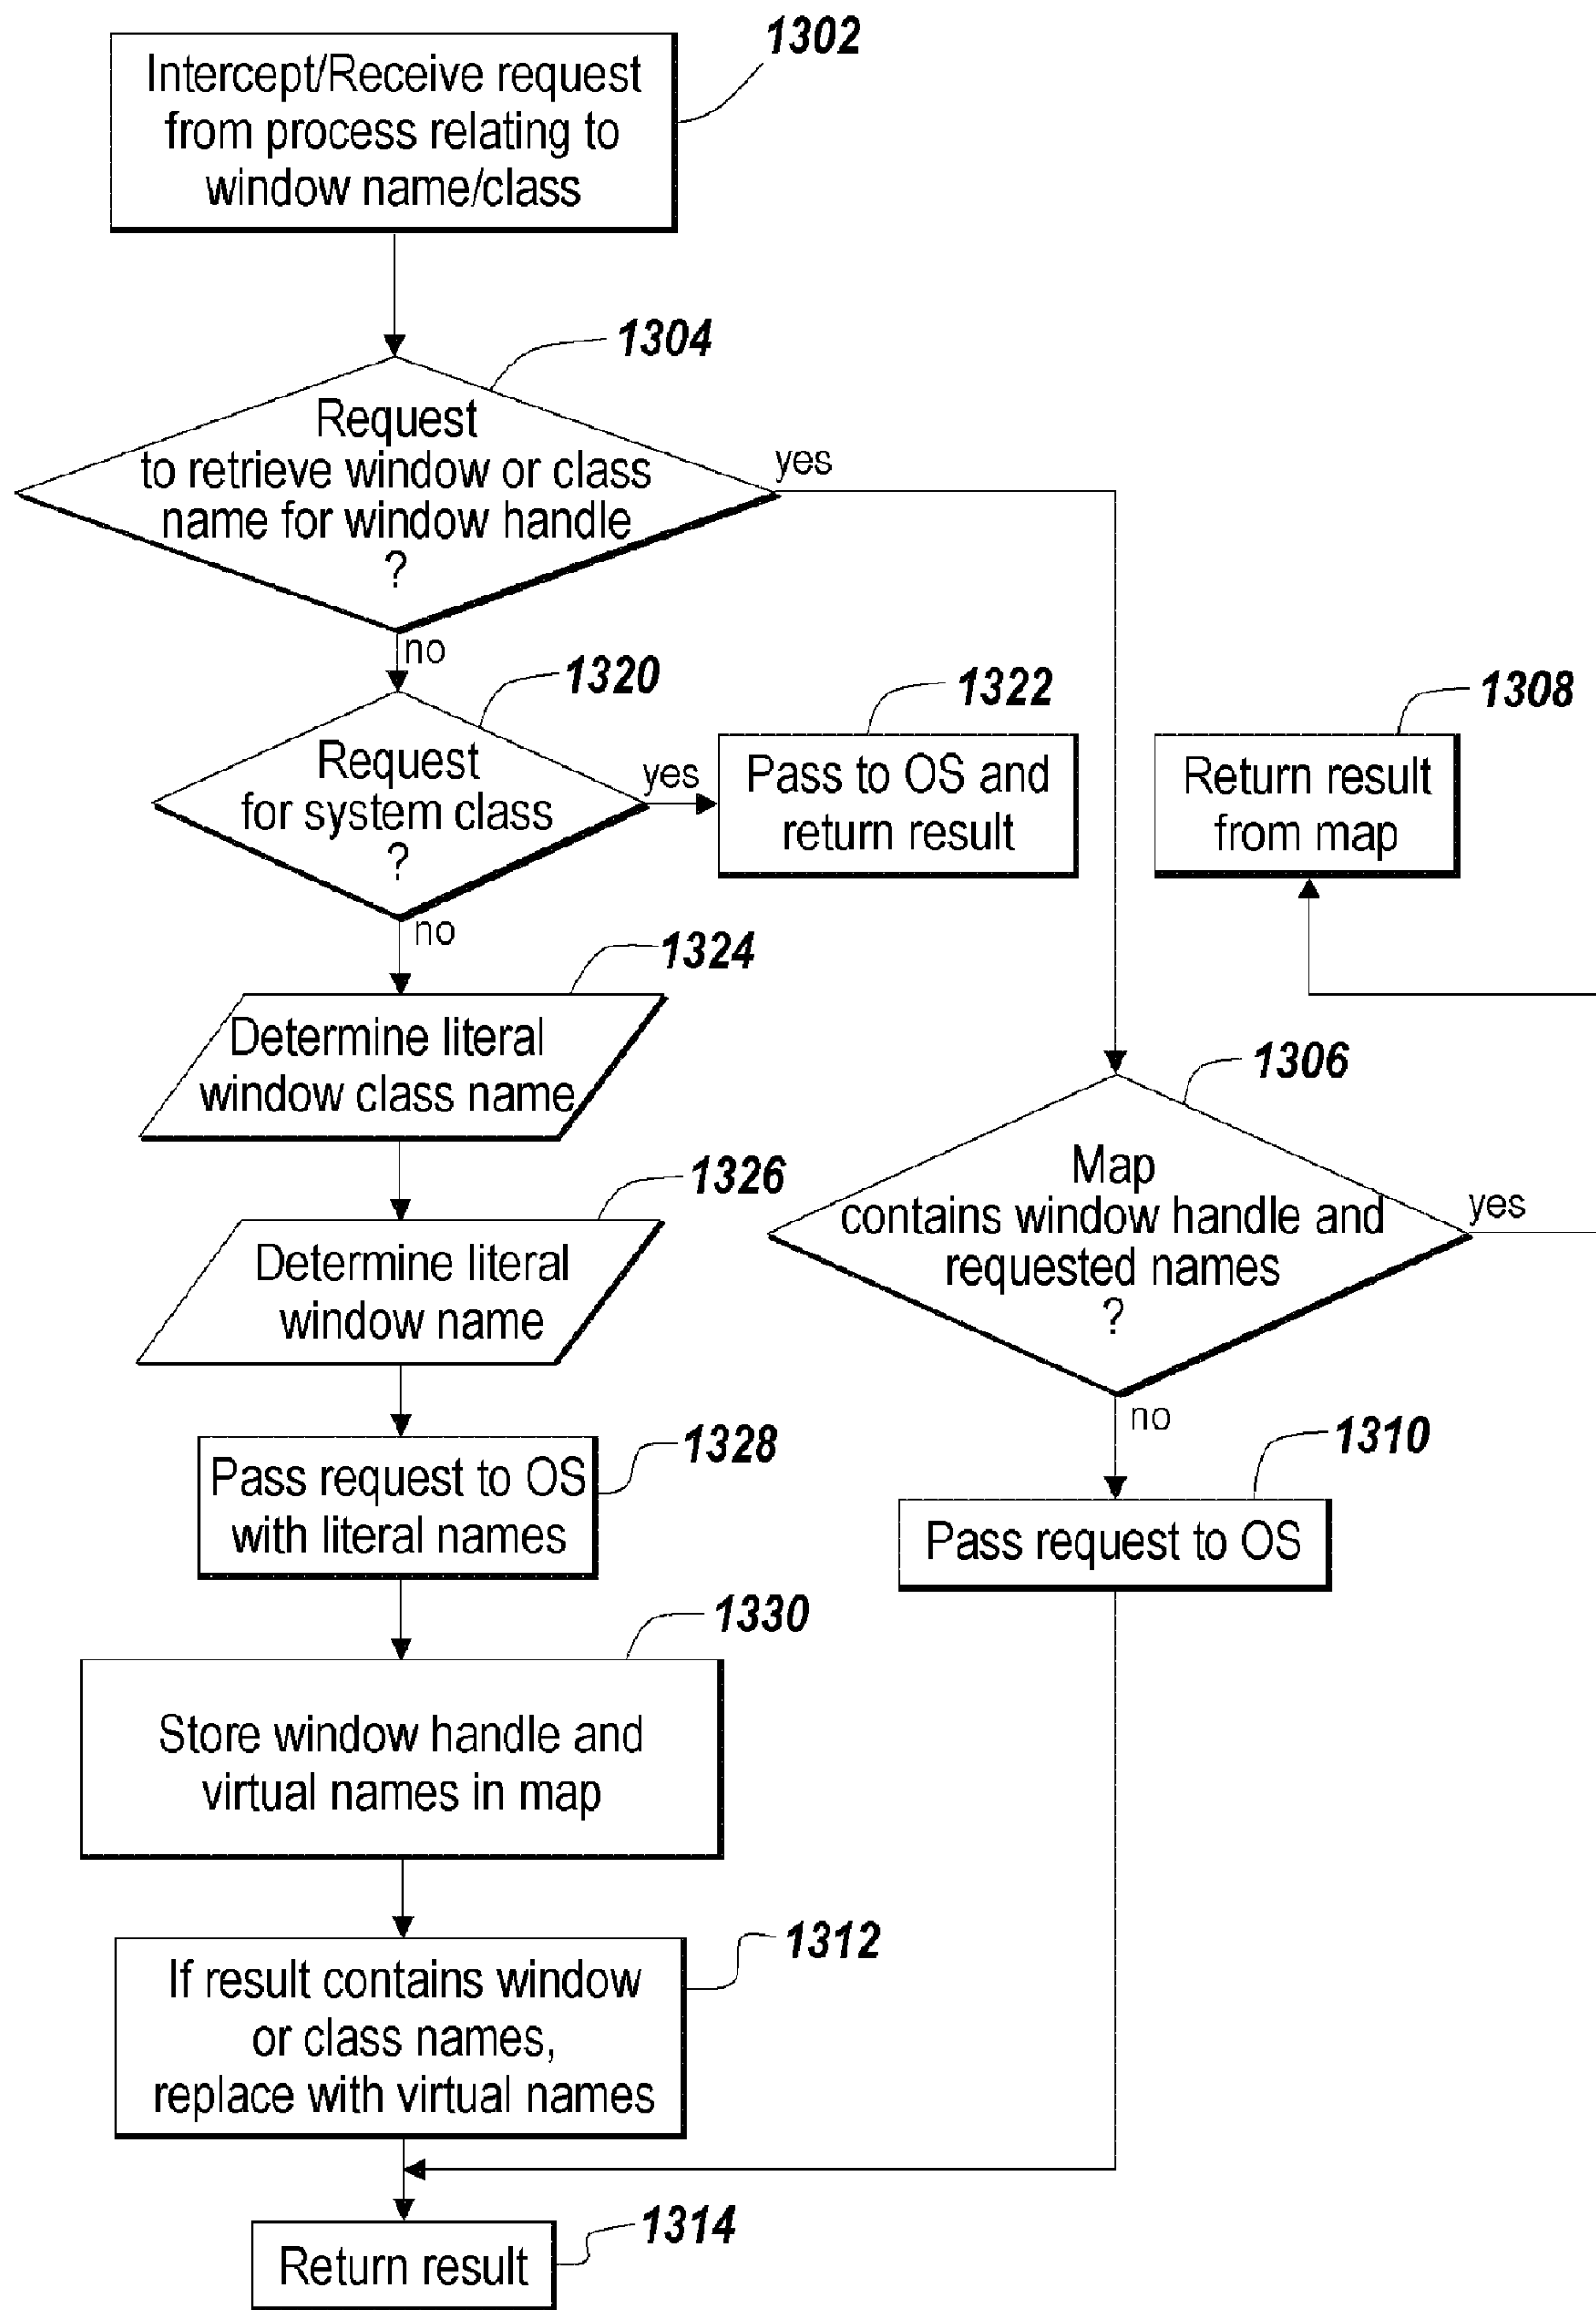 1302
Intercept/Receive request
from process relating to
window name/class
1304
Request
to retrieve window or class
name for window handle
?
yes
no
1320
Request
for system class
?
yes
no
1322
Pass to OS and
return result
1308
Return result
from map
1324
Determine literal
window class name
1306
Map
contains window handle and
requested names
?
yes
no
1326
Determine literal
window name
1328
Pass request to OS
with literal names
1310
Pass request to OS
1330
Store window handle and
virtual names in map
1312
If result contains window
or class names,
replace with virtual names
1314
Return result